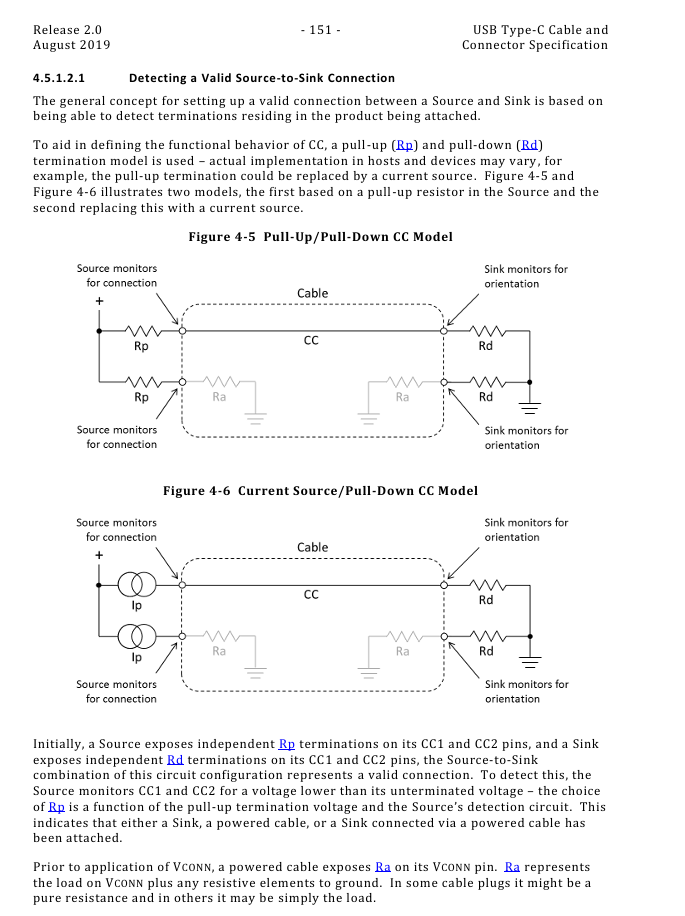 Release 2.0 - 151 - USB Type-C Cable and
August 2019 Connector Specification
4.5.1.2.1 Detecting a Valid Source-to-Sink Connection
The general concept for setting up a valid connection between a Source and Sink is based on
being able to detect terminations residing in the product being attached.
To aid in defining the functional behavior of CC, a pull-up (Rp) and pull-down (Rd)
termination model is used – actual implementation in hosts and devices may vary, for
example, the pull-up termination could be replaced by a current source. Figure 4-5 and
Figure 4-6 illustrates two models, the first based on a pull-up resistor in the Source and the
second replacing this with a current source.
Figure 4-5 Pull-Up/Pull-Down CC Model
Source monitors
for connection
Sink monitors for
orientation
Cable
+
Rp
CC
Rd
Rp
Ra
Ra
Rd
Source monitors
for connection
Sink monitors for
orientation
Figure 4-6 Current Source/Pull-Down CC Model
Source monitors
for connection
Sink monitors for
orientation
Cable
+
Ip
CC
Rd
Ip
Ra
Ra
Rd
Source monitors
for connection
Sink monitors for
orientation
Initially, a Source exposes independent Rp terminations on its CC1 and CC2 pins, and a Sink
exposes independent Rd terminations on its CC1 and CC2 pins, the Source-to-Sink
combination of this circuit configuration represents a valid connection. To detect this, the
Source monitors CC1 and CC2 for a voltage lower than its unterminated voltage – the choice
of Rp is a function of the pull-up termination voltage and the Source's detection circuit. This
indicates that either a Sink, a powered cable, or a Sink connected via a powered cable has
been attached.
Prior to application of VCONN, a powered cable exposes Ra on its VCONN pin. Ra represents
the load on VCONN plus any resistive elements to ground. In some cable plugs it might be a
pure resistance and in others it may be simply the load.